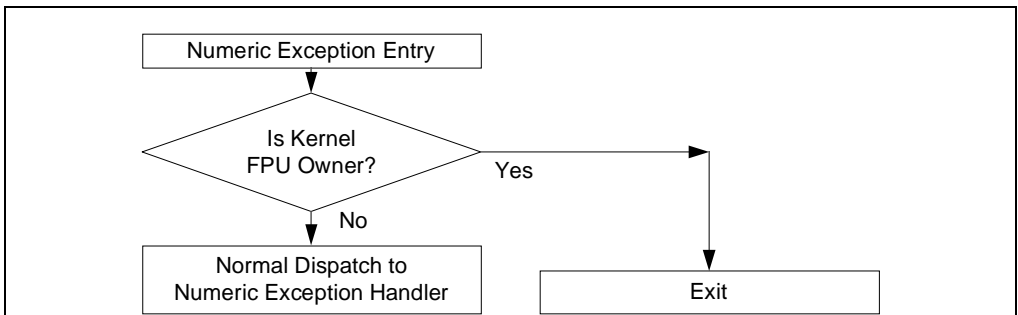 Numeric Exception Entry
Is Kernel
FPU Owner?
Yes
No
Normal Dispatch to
Numeric Exception Handler
Exit